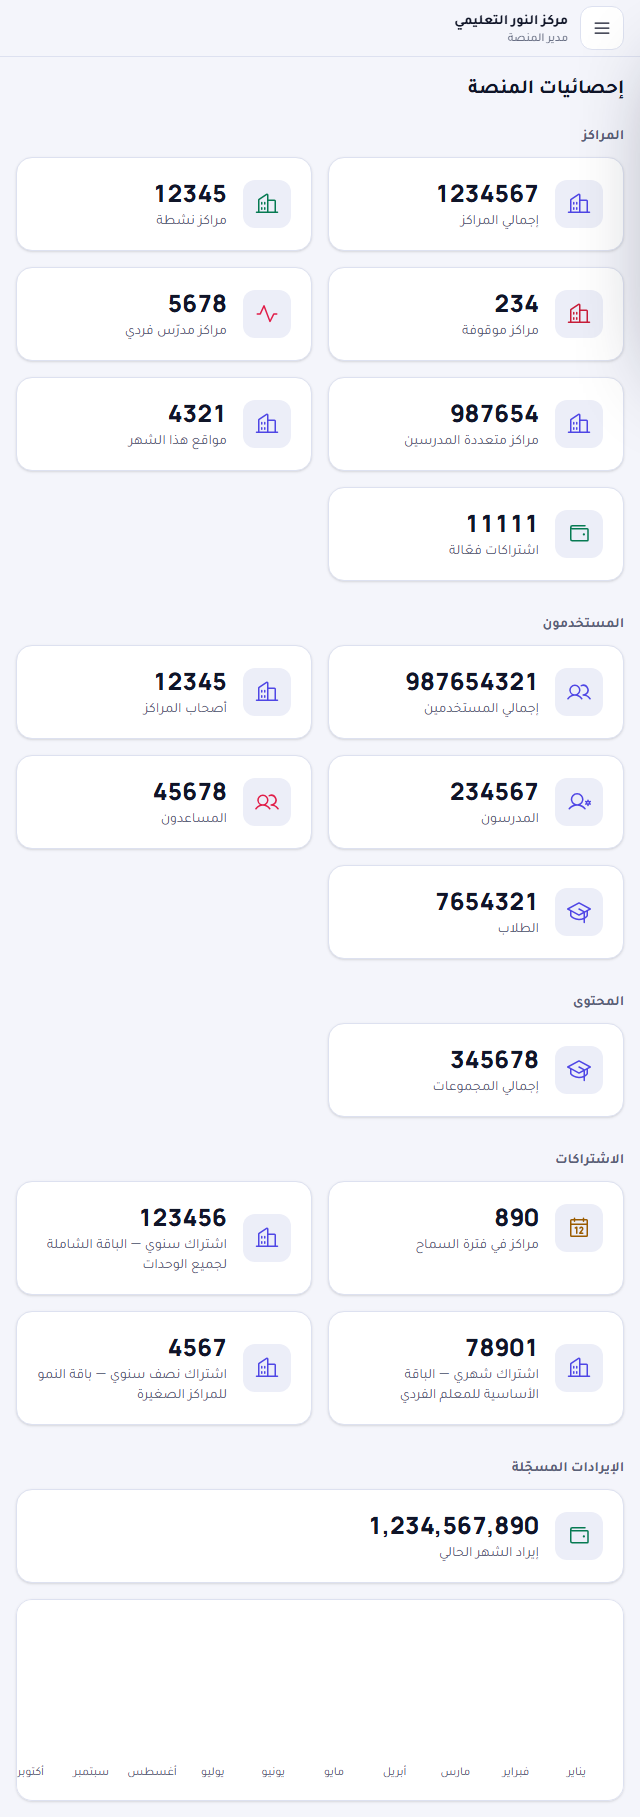 مركز النور التعليمي
مدير المنصة
إحصائيات المنصة
المراكز
1234567
إجمالي المراكز
12345
مراكز نشطة
234
مراكز موقوفة
5678
مراكز مدرّس فردي
987654
مراكز متعددة المدرسين
4321
مواقع هذا الشهر
11111
اشتراكات فعّالة
المستخدمون
987654321
إجمالي المستخدمين
12345
أصحاب المراكز
234567
المدرسون
45678
المساعدون
7654321
الطلاب
المحتوى
345678
إجمالي المجموعات
الاشتراكات
12
890
مراكز في فترة السماح
123456
اشتراك سنوي — الباقة الشاملة
لجميع الوحدات
78901
اشتراك شهري — الباقة
الأساسية للمعلم الفردي
4567
اشتراك نصف سنوي — باقة النمو
للمراكز الصغيرة
الإيرادات المسجّلة
1,234,567,890
إيراد الشهر الحالي
يناير فبراير مارس أبريل مايو يونيو يوليو أغسطس سبتمبر أكتوبر